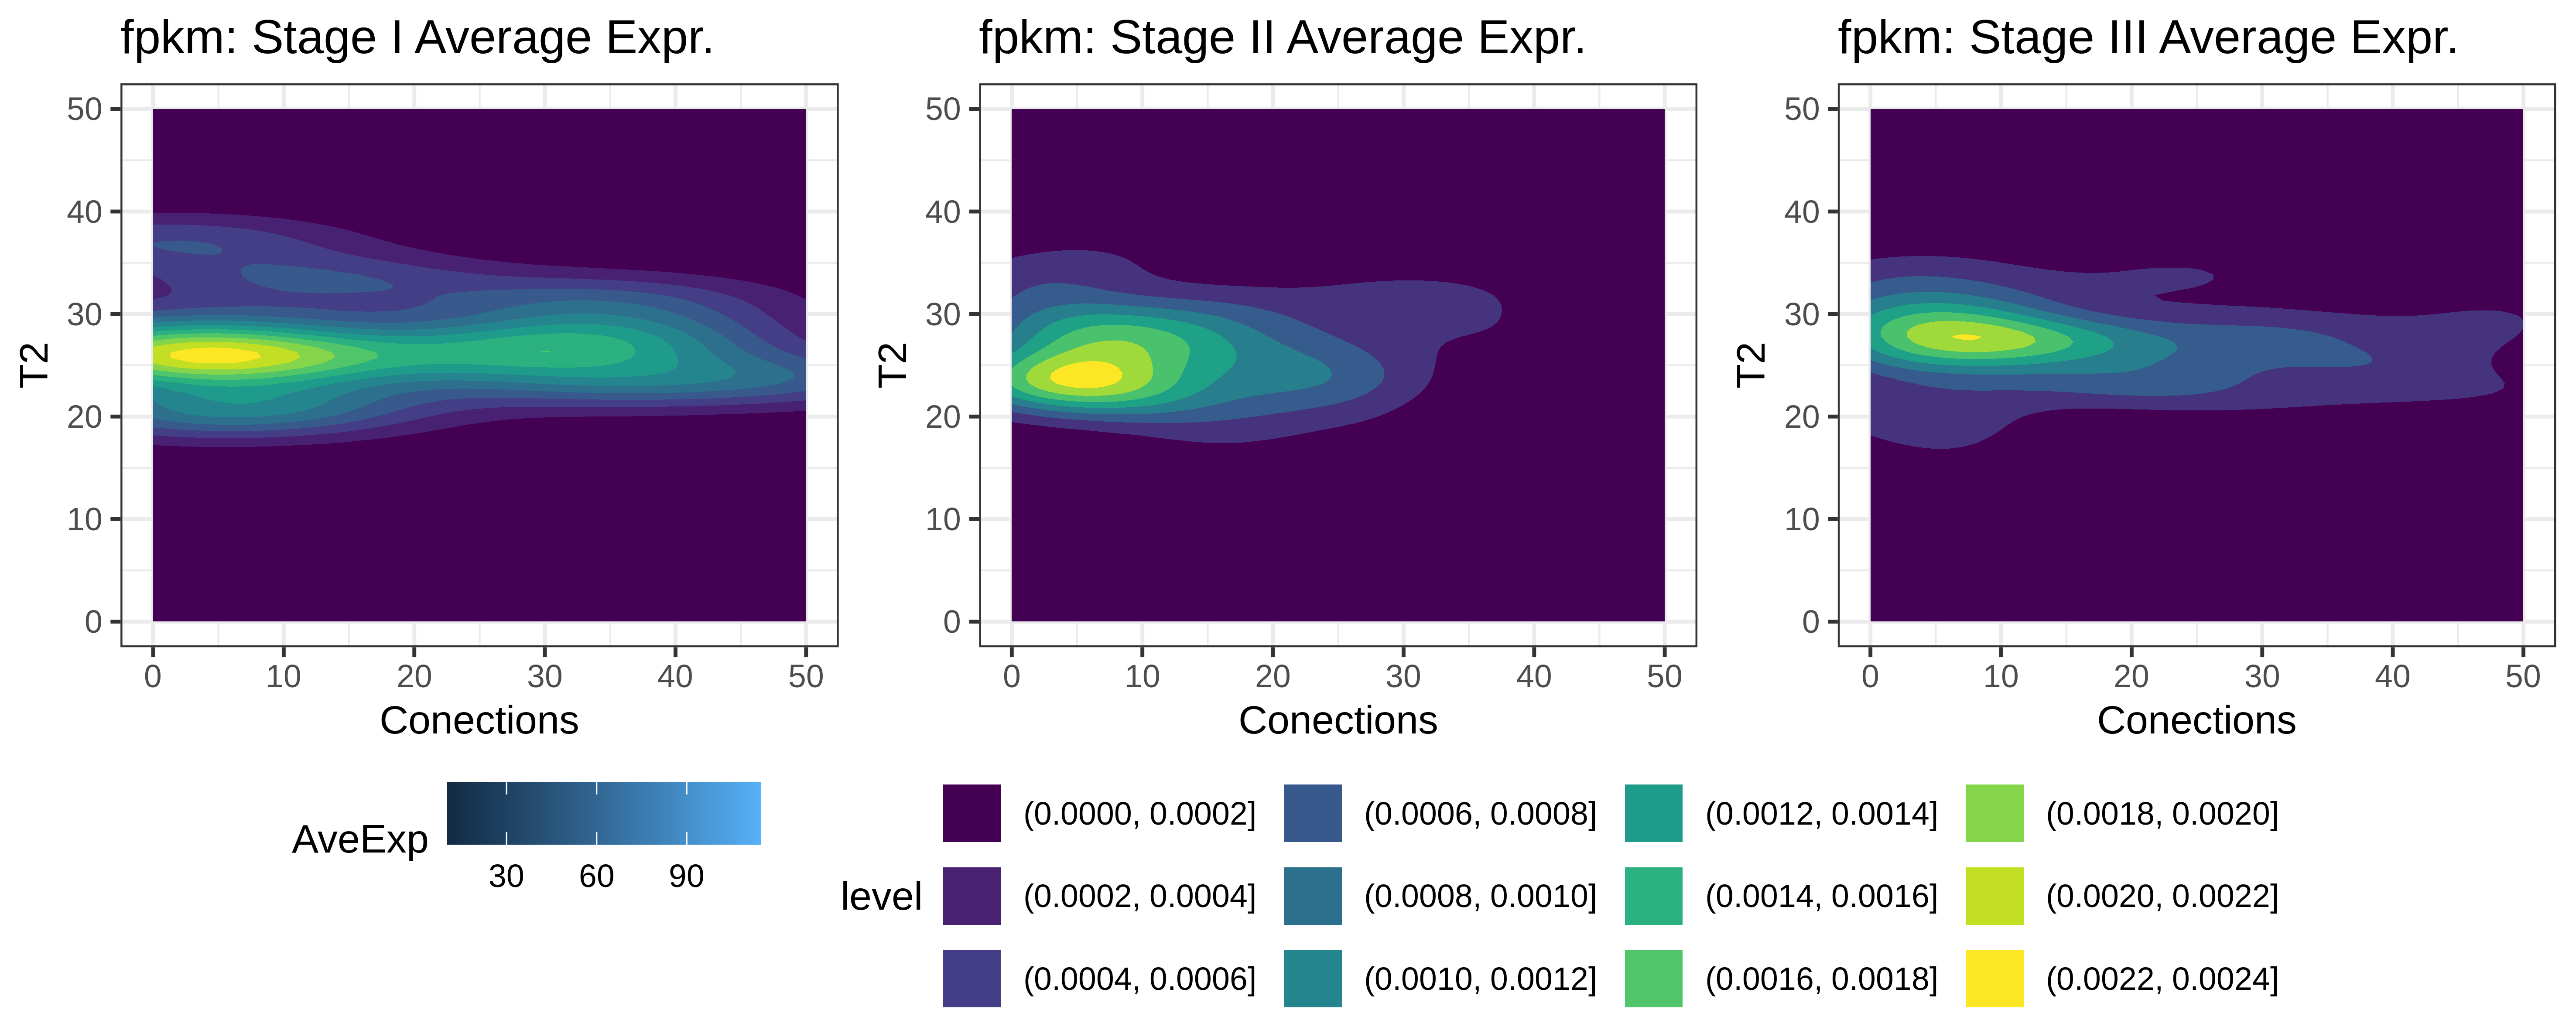 fpkm: Stage I Average Expr.
fpkm: Stage II Average Expr.
fpkm: Stage III Average Expr.
T2
50
40
30
20
10
0
0 10 20 30 40 50
Conections
T2
50
40
30
20
10
0
0 10 20 30 40 50
Conections
T2
50
40
30
20
10
0
0 10 20 30 40 50
Conections
AveExp
30 60 90
level
(0.0000, 0.0002] (0.0006, 0.0008] (0.0012, 0.0014] (0.0018, 0.0020]
(0.0002, 0.0004] (0.0008, 0.0010] (0.0014, 0.0016] (0.0020, 0.0022]
(0.0004, 0.0006] (0.0010, 0.0012] (0.0016, 0.0018] (0.0022, 0.0024]